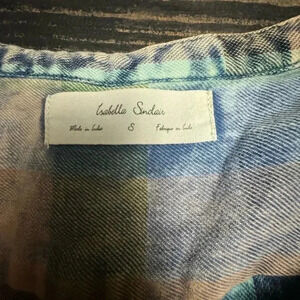 Isabella Sinclair
Made in India S Fabriqué en Inde